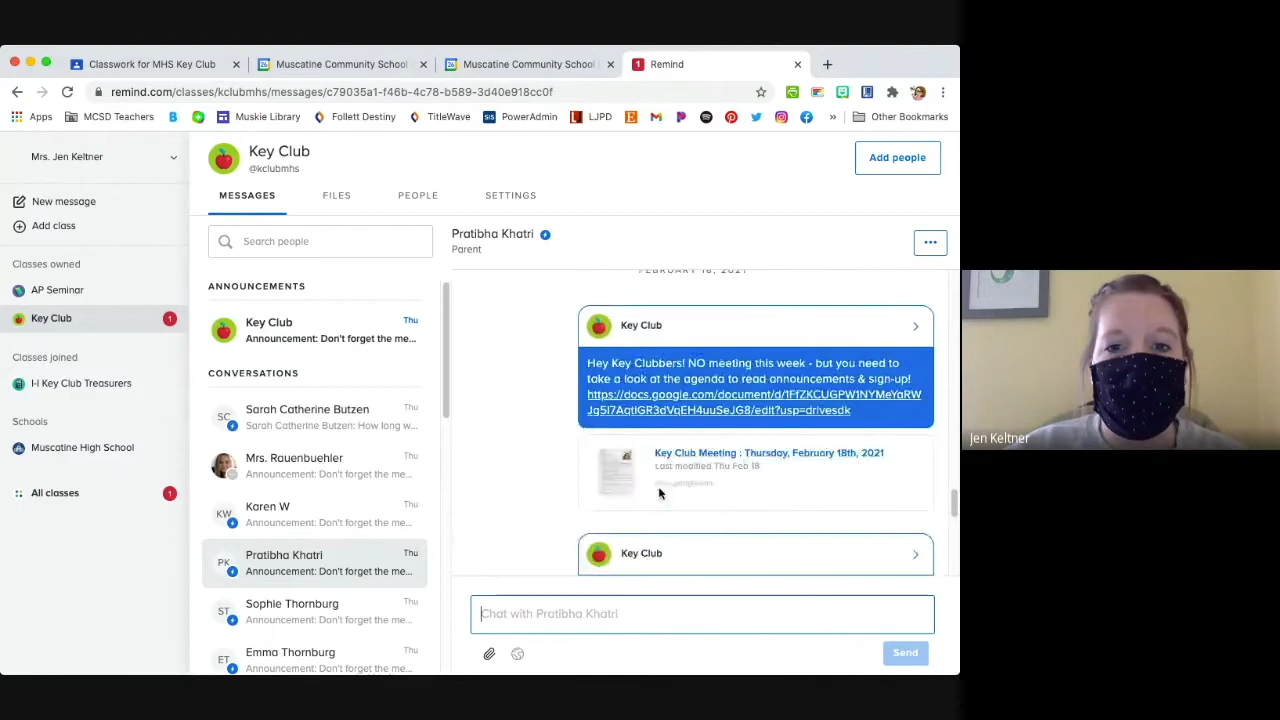 Classwork for MHS Key Club
Muscatine Community School
Muscatine Community School
Remind
remind.com/classes/kclubmhs/messages/c79035a1-f46b-4c78-b589-3d40e918cc0f
Apps
MCSD Teachers
Muskie Library
Follett Destiny
TitleWave
PowerAdmin
LJPD
»
Other Bookmarks
Mrs. Jen Keltner
New message
Add class
Classes owned
AP Seminar
Key Club
1
Classes joined
I-I Key Club Treasurers
Schools
Muscatine High School
All classes
1
Key Club
@kclubmhs
Add people
MESSAGES
FILES
PEOPLE
SETTINGS
Search people
ANNOUNCEMENTS
Key Club
Thu
Announcement: Don't forget the me...
CONVERSATIONS
SC
Sarah Catherine Butzen
Thu
Sarah Catherine Butzen: How long w...
Mrs. Rauenbuehler
Thu
Announcement: Don't forget the me...
KW
Karen W
Thu
Announcement: Don't forget the me...
PK
Pratibha Khatri
Thu
Announcement: Don't forget the me...
ST
Sophie Thornburg
Thu
Announcement: Don't forget the me...
ET
Emma Thornburg
Thu
Announcement: Don't forget the me...
Pratibha Khatri
Parent
FEBRUARY 18, 2021
Key Club
Hey Key Clubbers! NO meeting this week - but you need to
take a look at the agenda to read announcements & sign-up!
https://docs.google.com/document/d/1FfZKCUGPW1NYMeYaRW
Jg5l7AqtIGR3dVqEH4uuSeJG8/edit?usp=drivesdk
Key Club Meeting : Thursday, February 18th, 2021
Last modified Thu Feb 18
Key Club
Chat with Pratibha Khatri
Send
Jen Keltner